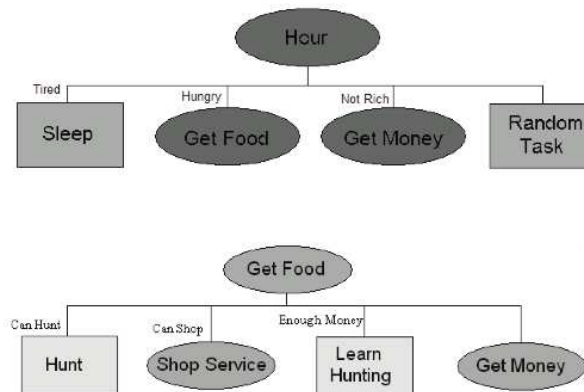 Hour
Tired
Hungry
Not Rich
Sleep
Get Food
Get Money
Random
Task
Get Food
Can Hunt
Can Shop
Enough Money
Hunt
Shop Service
Learn
Hunting
Get Money